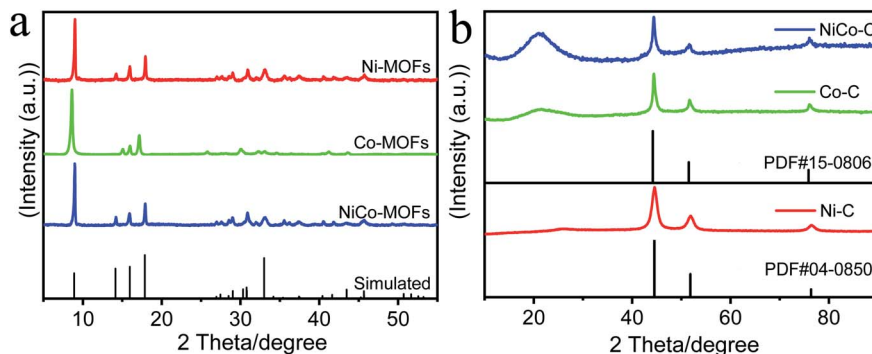 a
(Intensity (a.u.))
Ni-MOFs
Co-MOFs
NiCo-MOFs
Simulated
10 20 30 40 50
2 Theta/degree
b
(Intensity (a.u.))
NiCo-C
Co-C
PDF#15-0806
Ni-C
PDF#04-0850
20 40 60 80
2 Theta/degree